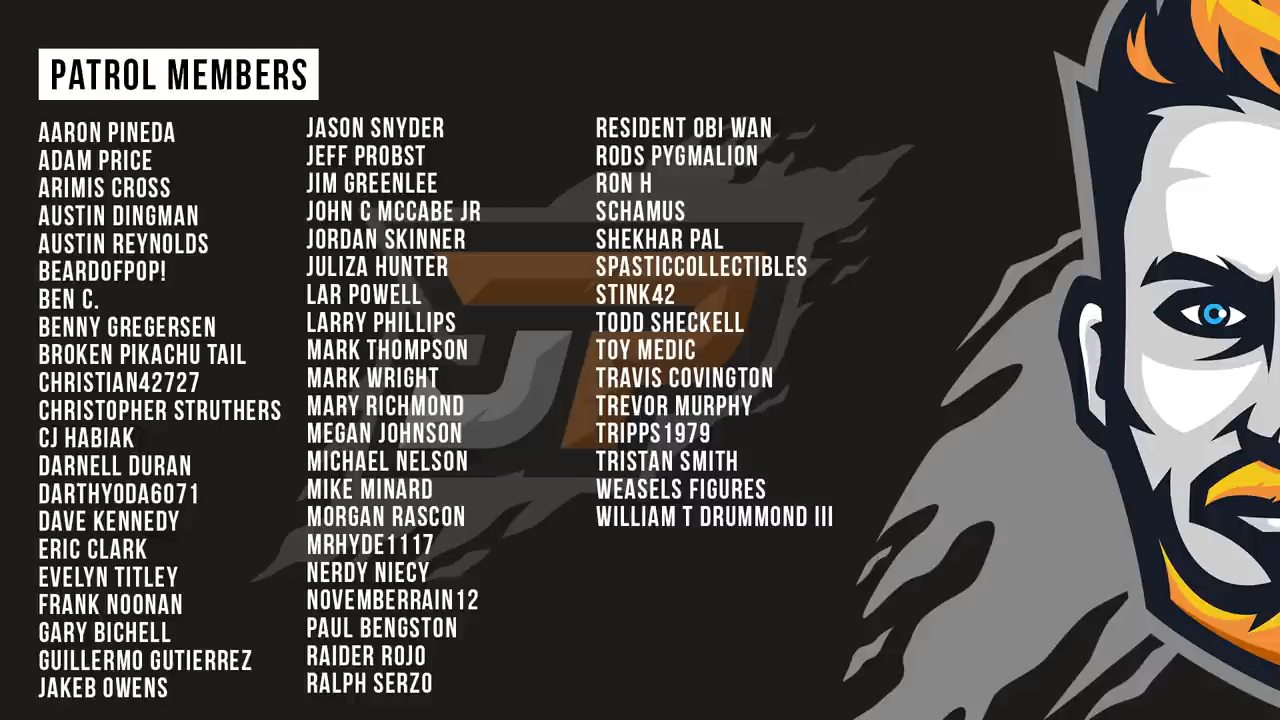 PATROL MEMBERS
AARON PINEDA
ADAM PRICE
ARIMIS CROSS
AUSTIN DINGMAN
AUSTIN REYNOLDS
BEARDOFPOP!
BEN C.
BENNY GREGERSEN
BROKEN PIKACHU TAIL
CHRISTIAN42727
CHRISTOPHER STRUTHERS
CJ HABIAK
DARNELL DURAN
DARTHYODA6071
DAVE KENNEDY
ERIC CLARK
EVELYN TITLEY
FRANK NOONAN
GARY BICHELL
GUILLERMO GUTIERREZ
JAKEB OWENS
JASON SNYDER
JEFF PROBST
JIM GREENLEE
JOHN C MCCABE JR
JORDAN SKINNER
JULIZA HUNTER
LAR POWELL
LARRY PHILLIPS
MARK THOMPSON
MARK WRIGHT
MARY RICHMOND
MEGAN JOHNSON
MICHAEL NELSON
MIKE MINARD
MORGAN RASCON
MRHYDE1117
NERDY NIECY
NOVEMBERRAIN12
PAUL BENGSTON
RAIDER ROJO
RALPH SERZO
RESIDENT OBI WAN
RODS PYGMALION
RON H
SCHAMUS
SHEKHAR PAL
SPASTICCOLLECTIBLES
STINK42
TODD SHECKELL
TOY MEDIC
TRAVIS COVINGTON
TREVOR MURPHY
TRIPPS1979
TRISTAN SMITH
WEASELS FIGURES
WILLIAM T DRUMMOND III
JP